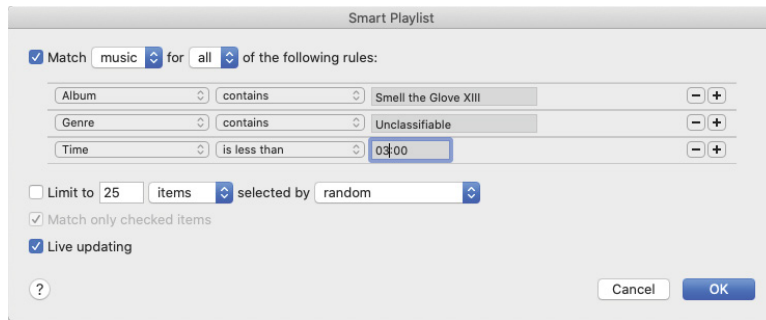 Smart Playlist
Match music for all of the following rules:
Album contains Smell the Glove XIII
Genre contains Unclassifiable
Time is less than 03:00
Limit to 25 items selected by random
Match only checked items
Live updating
? Cancel OK